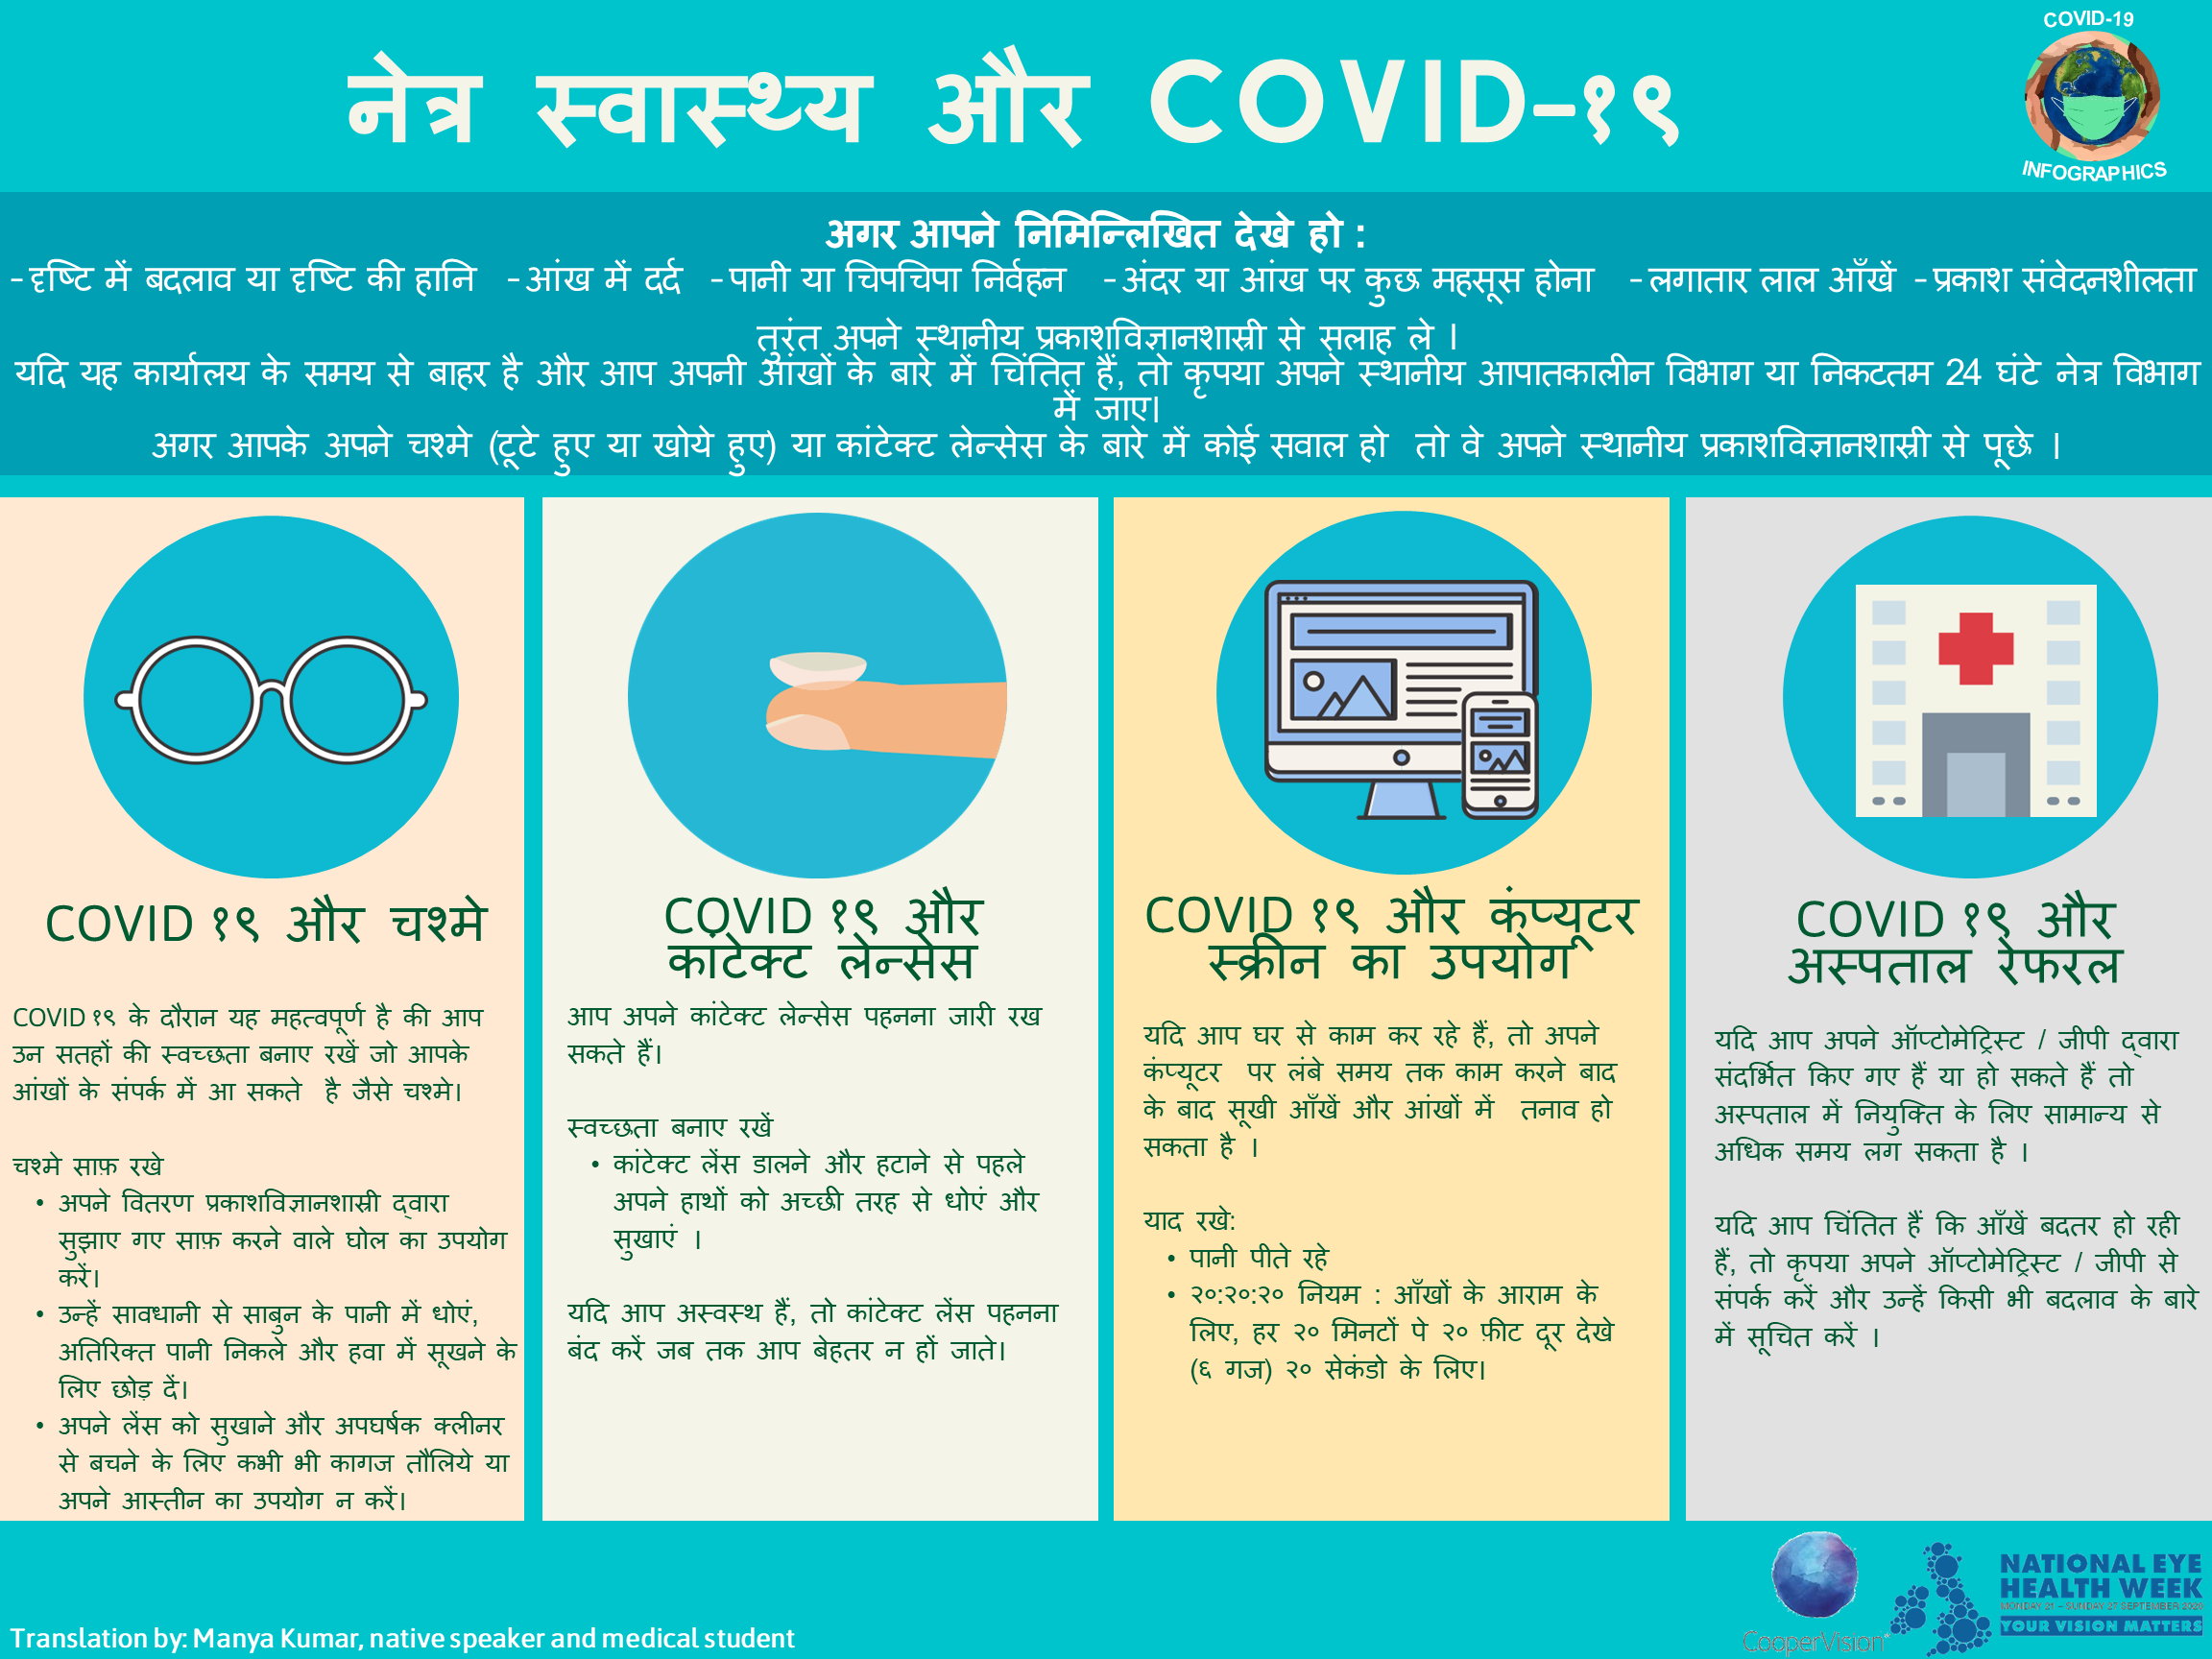 COVID-19
INFOGRAPHICS
नेत्र स्वास्थ्य और COVID-१९
अगर आपने निमिन्लिखित देखे हो :
-दृष्टि में बदलाव या दृष्टि की हानि -आंख में दर्द -पानी या चिपचिपा निर्वहन -अंदर या आंख पर कुछ महसूस होना -लगातार लाल आँखें -प्रकाश संवेदनशीलता
तुरंत अपने स्थानीय प्रकाशविज्ञानशास्री से सलाह ले ।
यदि यह कार्यालय के समय से बाहर है और आप अपनी आंखों के बारे में चिंतित हैं, तो कृपया अपने स्थानीय आपातकालीन विभाग या निकटतम 24 घंटे नेत्र विभाग
में जाए।
अगर आपके अपने चश्मे (टूटे हुए या खोये हुए) या कांटेक्ट लेन्सेस के बारे में कोई सवाल हो तो वे अपने स्थानीय प्रकाशविज्ञानशास्री से पूछे ।
COVID १९ और चश्मे
COVID १९ के दौरान यह महत्वपूर्ण है की आप
उन सतहों की स्वच्छता बनाए रखें जो आपके
आंखों के संपर्क में आ सकते है जैसे चश्मे।
चश्मे साफ़ रखे
• अपने वितरण प्रकाशविज्ञानशास्री द्वारा
सुझाए गए साफ़ करने वाले घोल का उपयोग
करें।
• उन्हें सावधानी से साबुन के पानी में धोएं,
अतिरिक्त पानी निकले और हवा में सूखने के
लिए छोड़ दें।
• अपने लेंस को सुखाने और अपघर्षक क्लीनर
से बचने के लिए कभी भी कागज तौलिये या
अपने आस्तीन का उपयोग न करें।
COVID १९ और
कांटेक्ट लेन्सेस
आप अपने कांटेक्ट लेन्सेस पहनना जारी रख
सकते हैं।
स्वच्छता बनाए रखें
• कांटेक्ट लेंस डालने और हटाने से पहले
अपने हाथों को अच्छी तरह से धोएं और
सुखाएं ।
यदि आप अस्वस्थ हैं, तो कांटेक्ट लेंस पहनना
बंद करें जब तक आप बेहतर न हों जाते।
COVID १९ और कंप्यूटर
स्क्रीन का उपयोग
यदि आप घर से काम कर रहे हैं, तो अपने
कंप्यूटर पर लंबे समय तक काम करने बाद
के बाद सूखी आँखें और आंखों में तनाव हो
सकता है ।
याद रखे:
• पानी पीते रहे
• २०:२०:२० नियम : आँखों के आराम के
लिए, हर २० मिनटों पे २० फ़ीट दूर देखे
(६ गज) २० सेकंडो के लिए।
COVID १९ और
अस्पताल रेफरल
यदि आप अपने ऑप्टोमेट्रिस्ट / जीपी द्वारा
संदर्भित किए गए हैं या हो सकते हैं तो
अस्पताल में नियुक्ति के लिए सामान्य से
अधिक समय लग सकता है ।
यदि आप चिंतित हैं कि आँखें बदतर हो रही
हैं, तो कृपया अपने ऑप्टोमेट्रिस्ट / जीपी से
संपर्क करें और उन्हें किसी भी बदलाव के बारे
में सूचित करें ।
Translation by: Manya Kumar, native speaker and medical student
CooperVision
NATIONAL EYE
HEALTH WEEK
MONDAY 21 – SUNDAY 27 SEPTEMBER 2020
YOUR VISION MATTERS